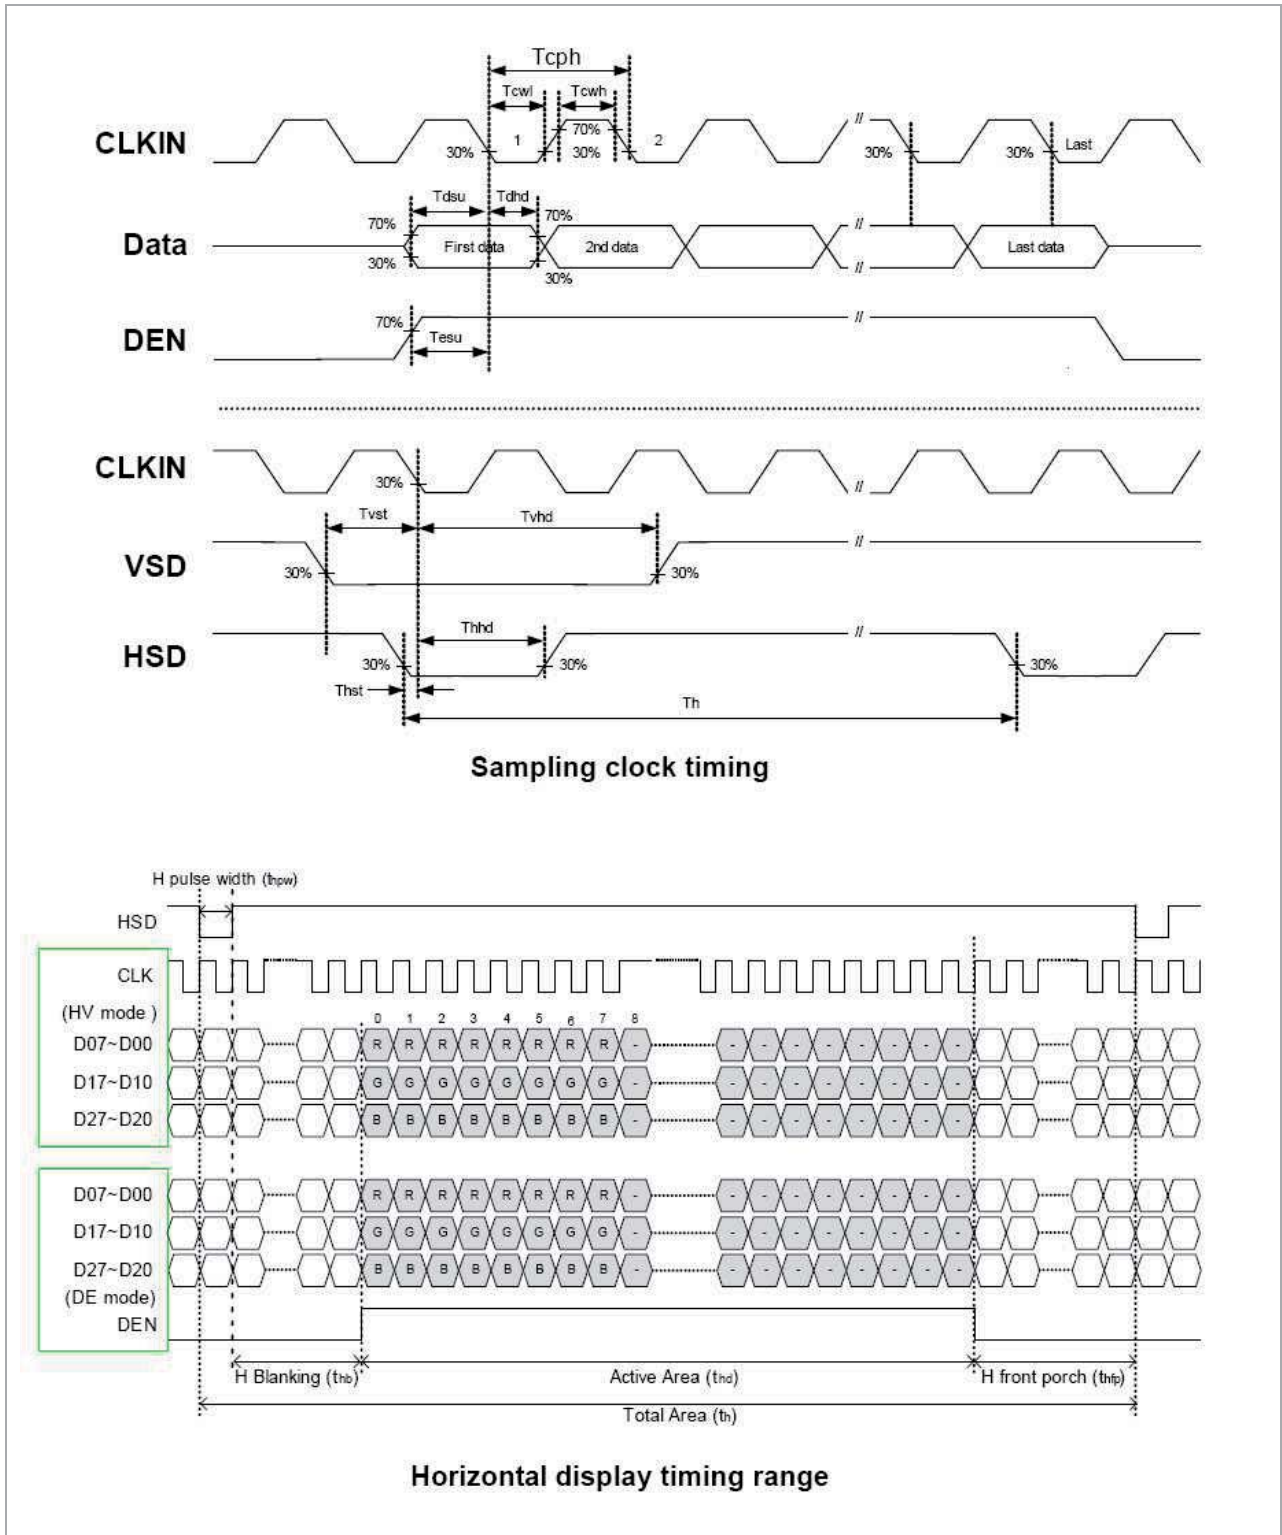 Tcph
Tcwl Tcwh
CLKIN 30% 1 70% 30% 2 // 30% 30% Last
Tdsu Tdhd
70% 70%
Data First data 2nd data // // Last data
30% 30%
70% //
DEN Tesu
CLKIN 30% //
Tvst Tvhd
VSD 30% 30% //
Thhd //
HSD 30% 30% 30%
Thst
Th
Sampling clock timing
H pulse width (thpw)
HSD
CLK
(HV mode ) 0 1 2 3 4 5 6 7 8
D07~D00 R R R R R R R R - - - - - - - - -
D17~D10 G G G G G G G G - - - - - - - - -
D27~D20 B B B B B B B B - - - - - - - - -
D07~D00 R R R R R R R R - - - - - - - - -
D17~D10 G G G G G G G G - - - - - - - - -
D27~D20 B B B B B B B B - - - - - - - - -
(DE mode)
DEN
H Blanking (thb) Active Area (thd) H front porch (thfp)
Total Area (th)
Horizontal display timing range